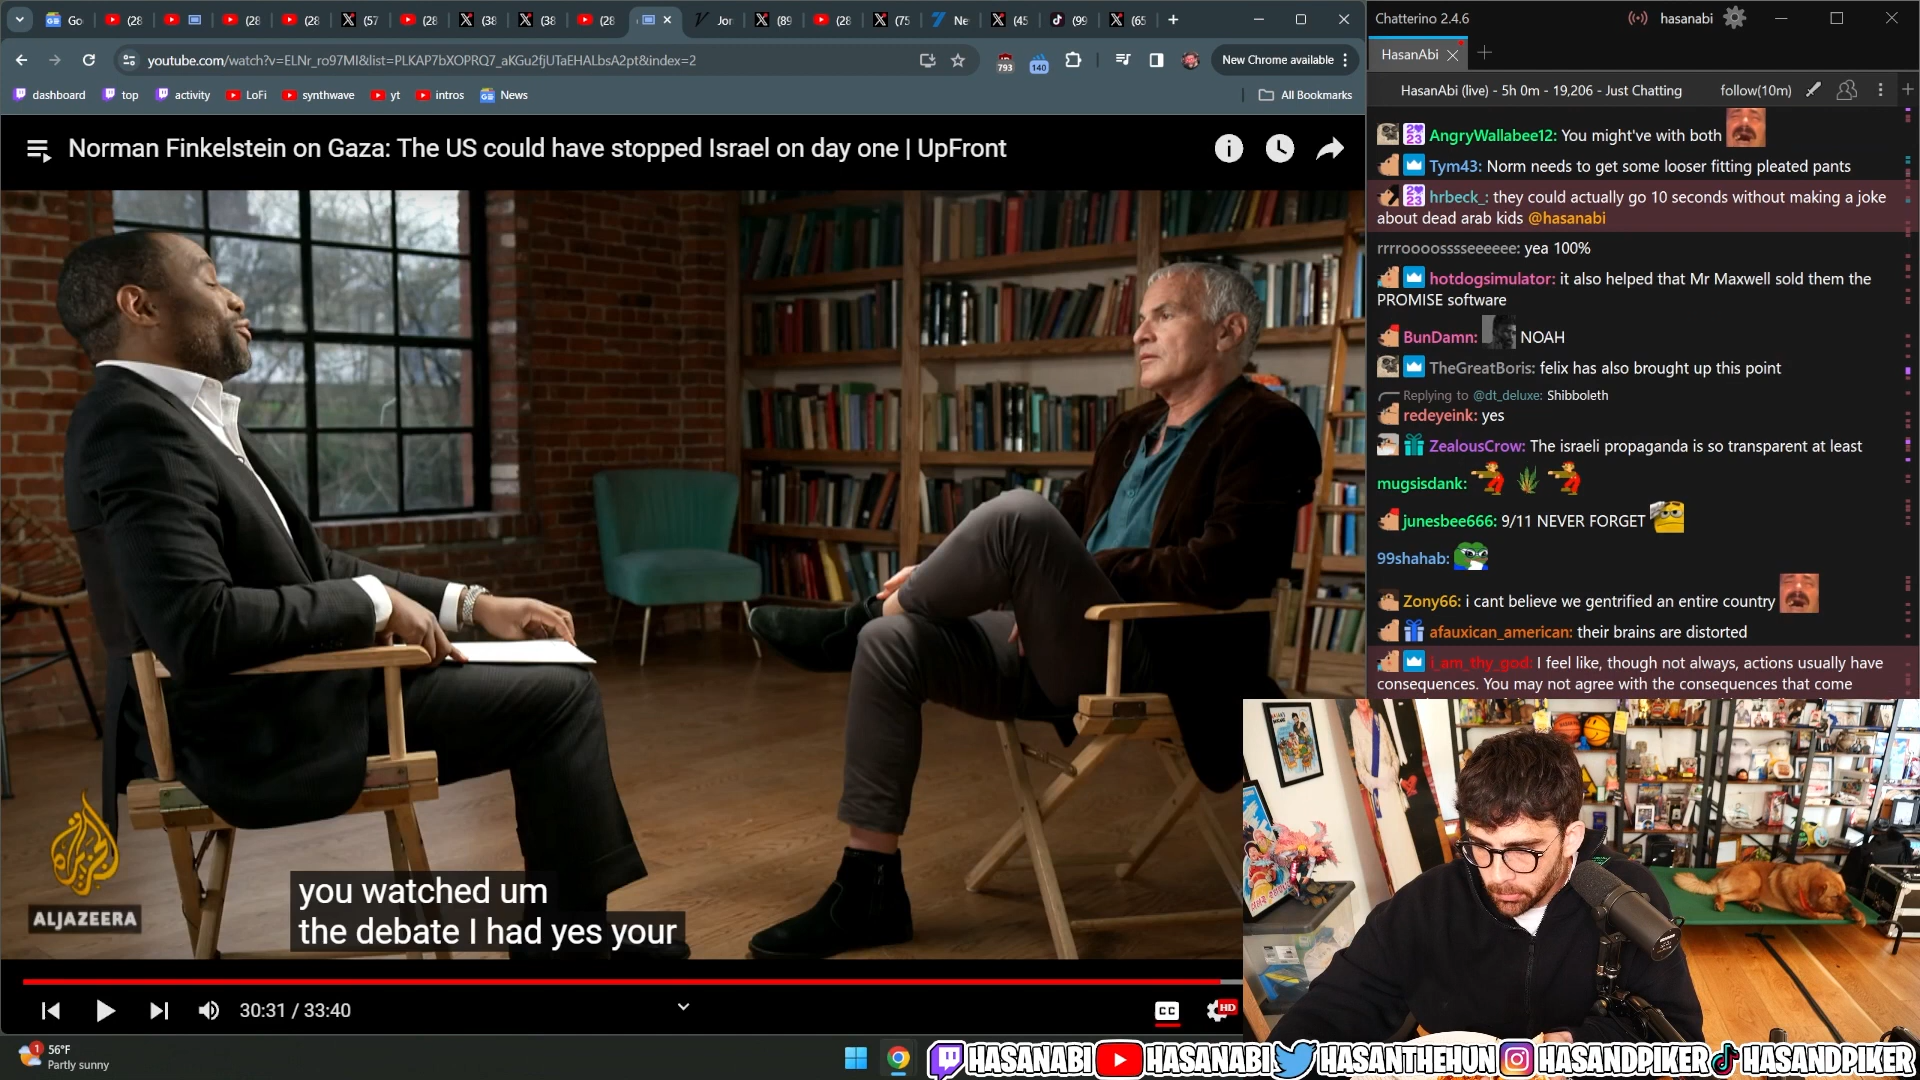 Go
(28
(28
(28
(57
(28
(38
(38
(28
Jor
(89
(28
(75
Ne
(45
(99
(65
youtube.com/watch?v=ELNr_ro97MI&list=PLKAP7bXOPRQ7_aKGu2fjUTaEHALbsA2pt&index=2
793
140
New Chrome available
dashboard
top
activity
LoFi
synthwave
yt
intros
News
All Bookmarks
Norman Finkelstein on Gaza: The US could have stopped Israel on day one | UpFront
ALJAZEERA
you watched um
the debate I had yes your
30:31 / 33:40
CC
HD
1
56°F
Partly sunny
Chatterino 2.4.6
hasanabi
HasanAbi
HasanAbi (live) - 5h 0m - 19,206 - Just Chatting
follow(10m)
AngryWallabee12: You might've with both
Tym43: Norm needs to get some looser fitting pleated pants
hrbeck_: they could actually go 10 seconds without making a joke
about dead arab kids @hasanabi
rrrroooosssseeeeee: yea 100%
hotdogsimulator: it also helped that Mr Maxwell sold them the
PROMISE software
BunDamn: NOAH
TheGreatBoris: felix has also brought up this point
Replying to @dt_deluxe: Shibboleth
redeyeink: yes
ZealousCrow: The israeli propaganda is so transparent at least
mugsisdank:
junesbee666: 9/11 NEVER FORGET
99shahab:
Zony66: i cant believe we gentrified an entire country
afauxican_american: their brains are distorted
i_am_thy_god: I feel like, though not always, actions usually have
consequences. You may not agree with the consequences that come
HASANABI
HASANABI
HASANTHEHUN
HASANDPIKER
HASANDPIKER